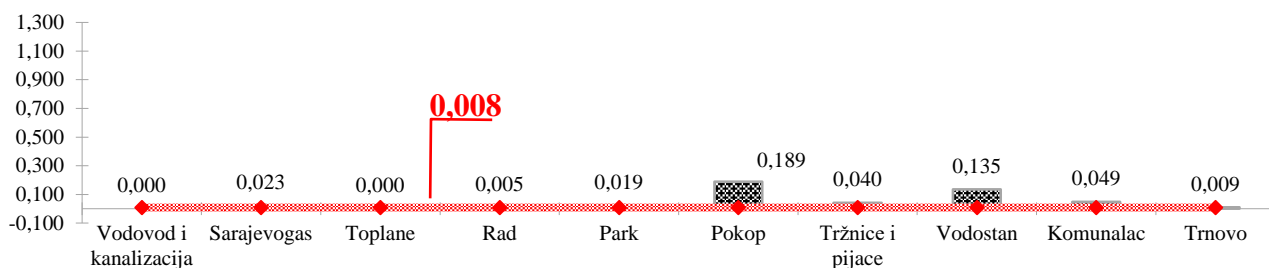 1,300
1,100
0,900
0,700
0,500
0,300
0,100
-0,100
0,008
0,000
0,023
0,000
0,005
0,019
0,189
0,040
0,135
0,049
0,009
Vodovod i
kanalizacija
Sarajevogas
Toplane
Rad
Park
Pokop
Tržnice i
pijace
Vodostan
Komunalac
Trnovo